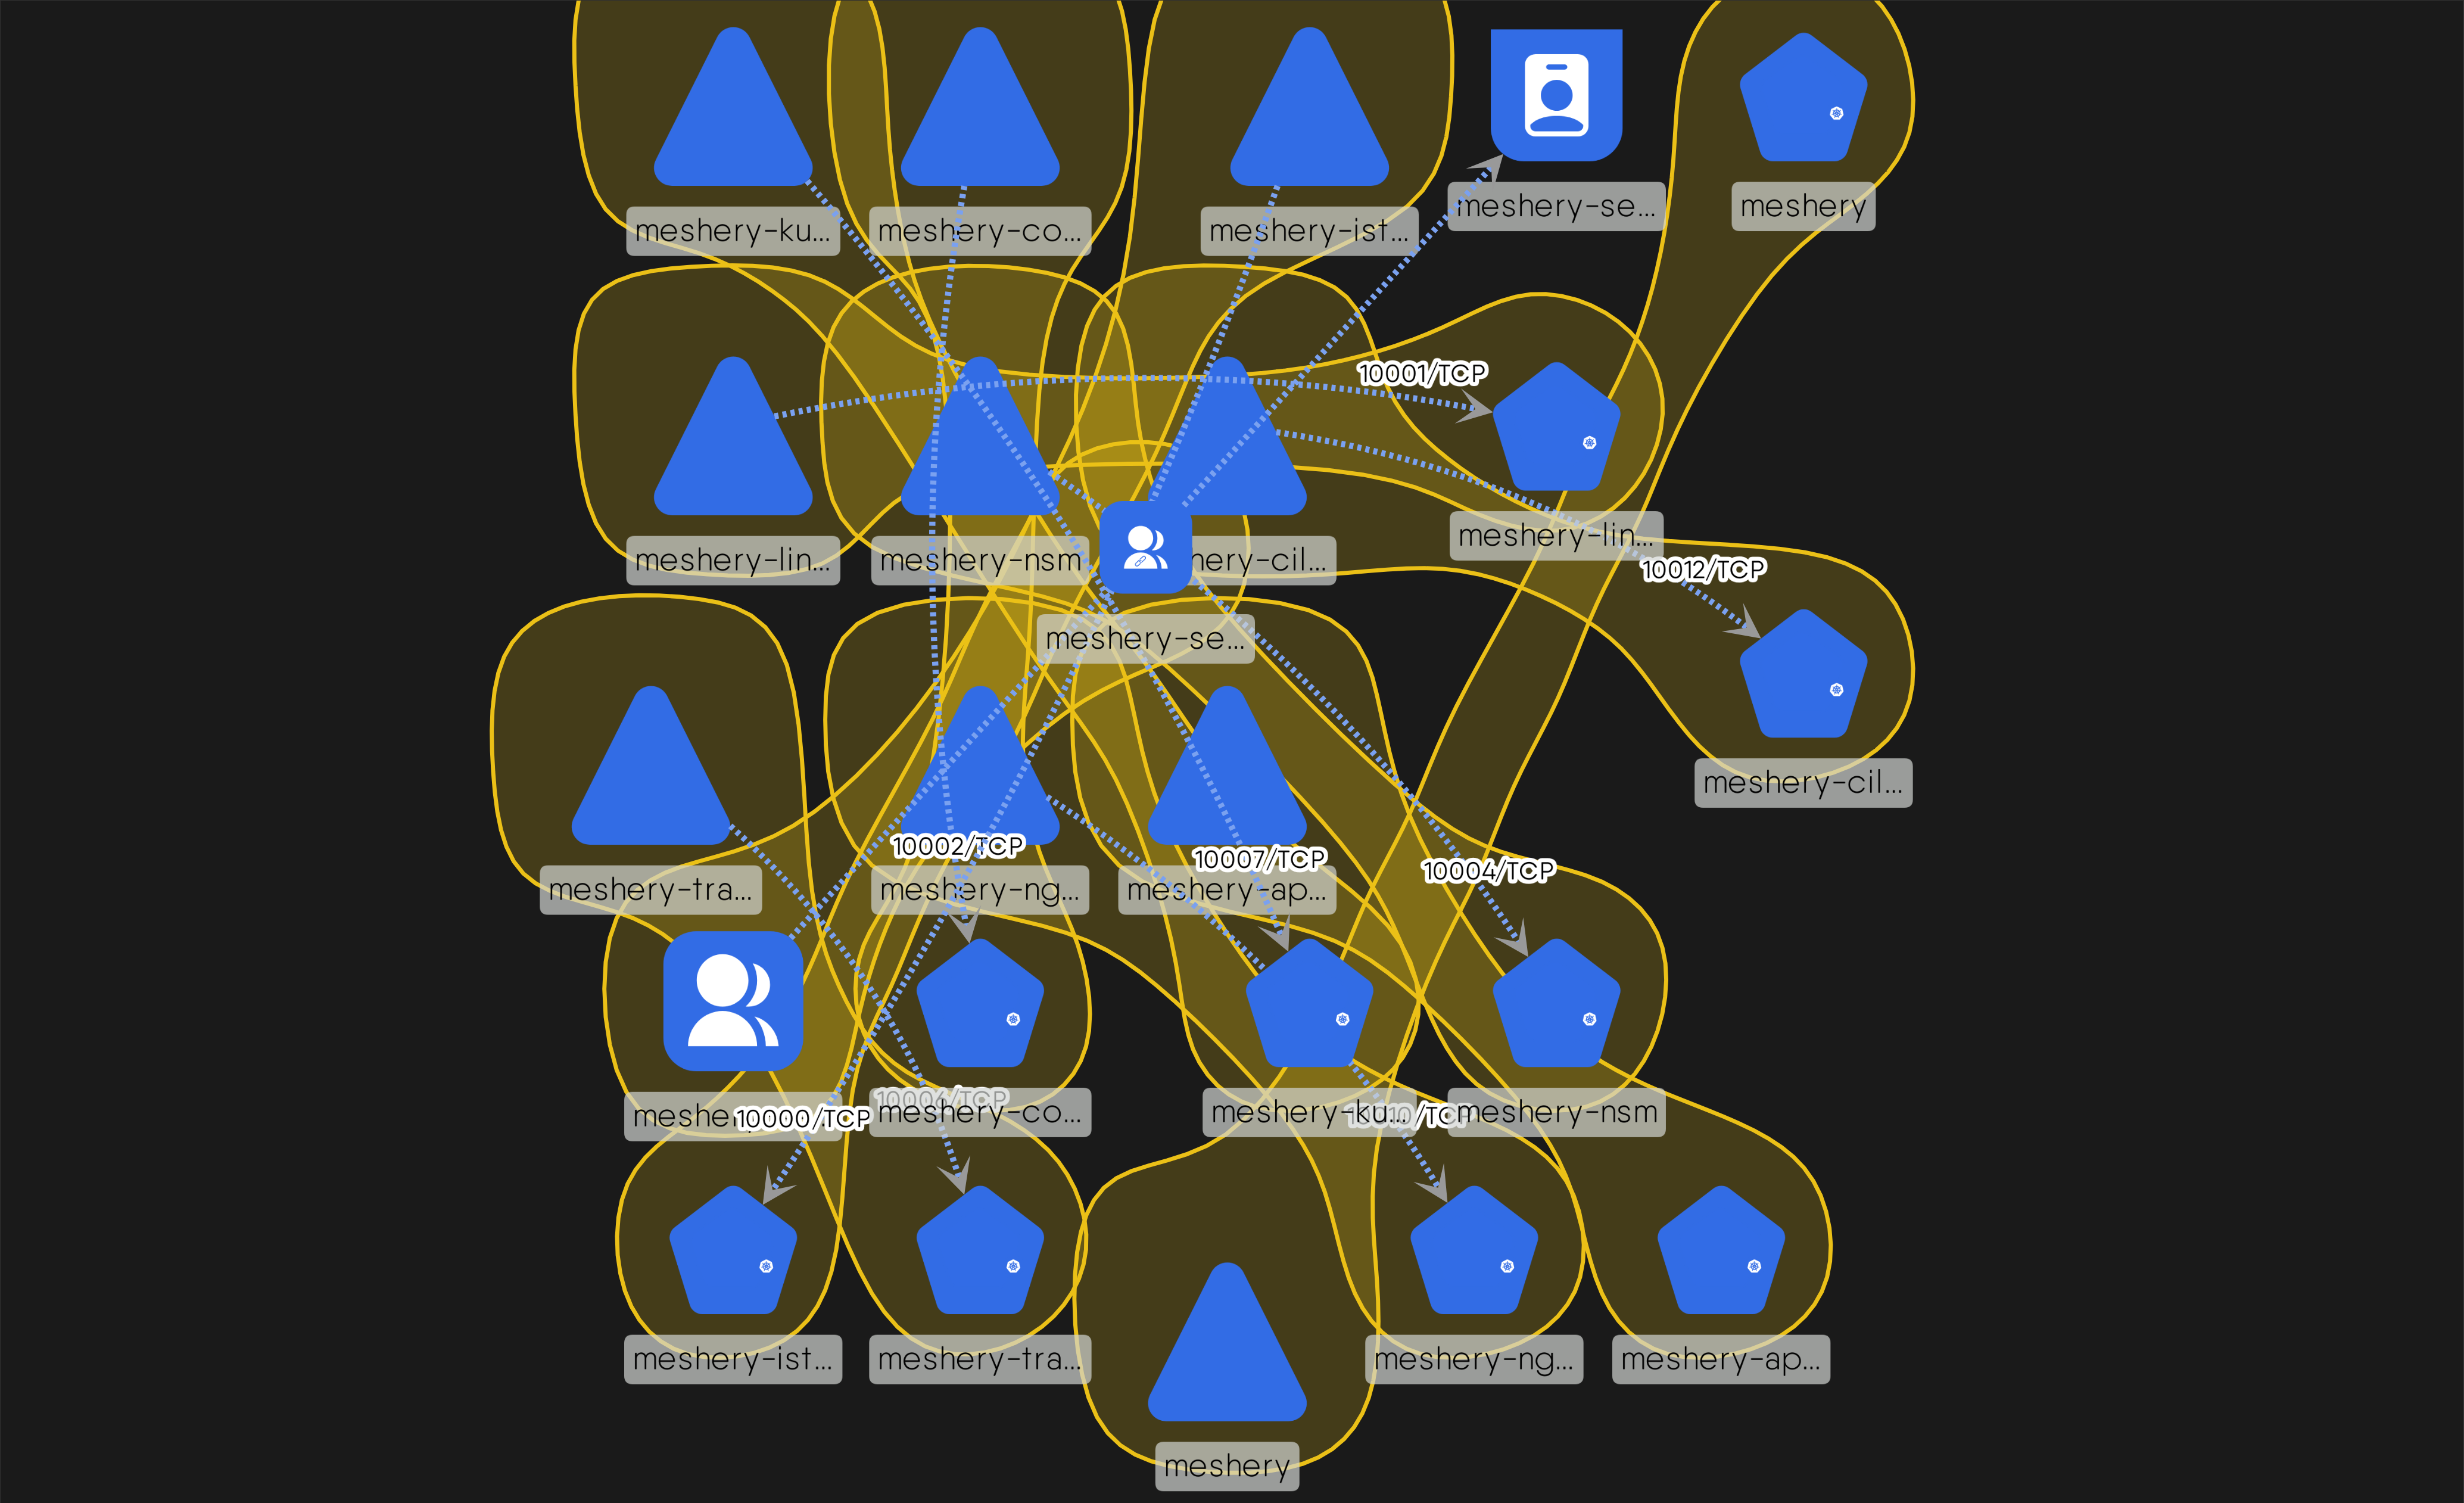 meshery-ku...
meshery-co...
meshery-ist...
meshery-se...
meshery
10001/TCP
meshery-lin...
meshery-nsm
hery-cil...
meshery-lin...
10012/TCP
meshery-se...
meshery-cil...
10002/TCP
10007/TCP
10004/TCP
meshery-tra...
meshery-ng...
meshery-ap...
10000/TCP
meshery-co...
meshery-ku...
meshery-nsm
meshery-ist...
meshery-tra...
meshery-ng...
meshery-ap...
meshery